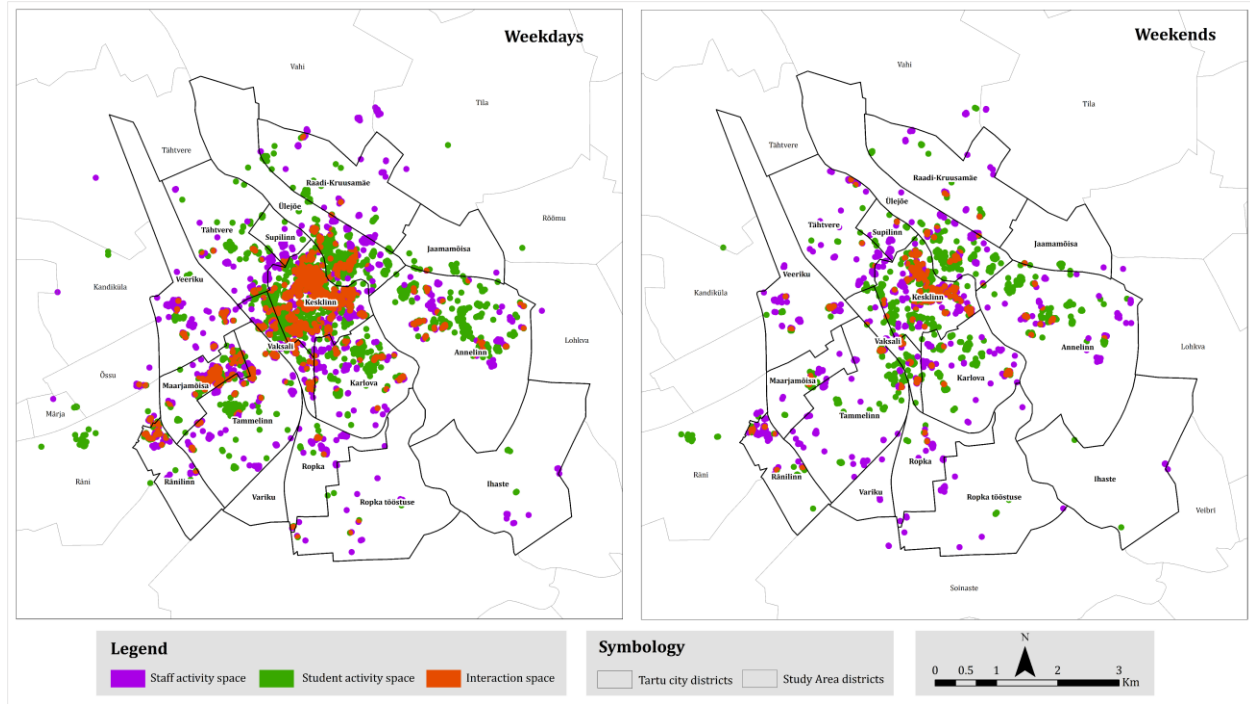 Weekdays
Vahi
Tila
Tähtvere
Raadi-Kruusamäe
Ülejõe
Rõõmu
Tähtvere
Supilinn
Jaamamõisa
Veeriku
Kandiküla
Kesklinn
Vaksali
Annelinn
Lohkva
Õssu
Maarjamõisa
Karlova
Märja
Tammelinn
Ropka
Räni
Ränilinn
Ihaste
Variku
Ropka tööstuse
Weekends
Vahi
Tila
Tähtvere
Raadi-Kruusamäe
Ülejõe
Tähtvere
Supilinn
Jaamamõisa
Veeriku
Kandiküla
Kesklinn
Vaksali
Annelinn
Lohkva
Maarjamõisa
Karlova
Tammelinn
Ropka
Räni
Ränilinn
Ihaste
Variku
Ropka tööstuse
Veibri
Soinaste
Legend
Staff activity space
Student activity space
Interaction space
Symbology
Tartu city districts
Study Area districts
N
0 0.5 1 2 3
Km